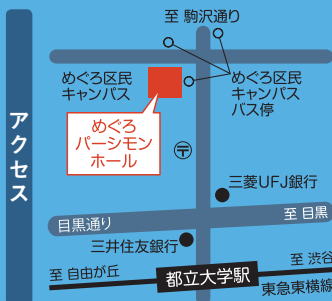 至 駒沢通り
めぐろ区民
キャンパス
めぐろ区民
キャンパス
バス停
めぐろ
パーシモン
ホール
アクセス
〒
三菱UFJ銀行
目黒通り
至 目黒
三井住友銀行
至 渋谷
至 自由が丘
都立大学駅
東急東横線